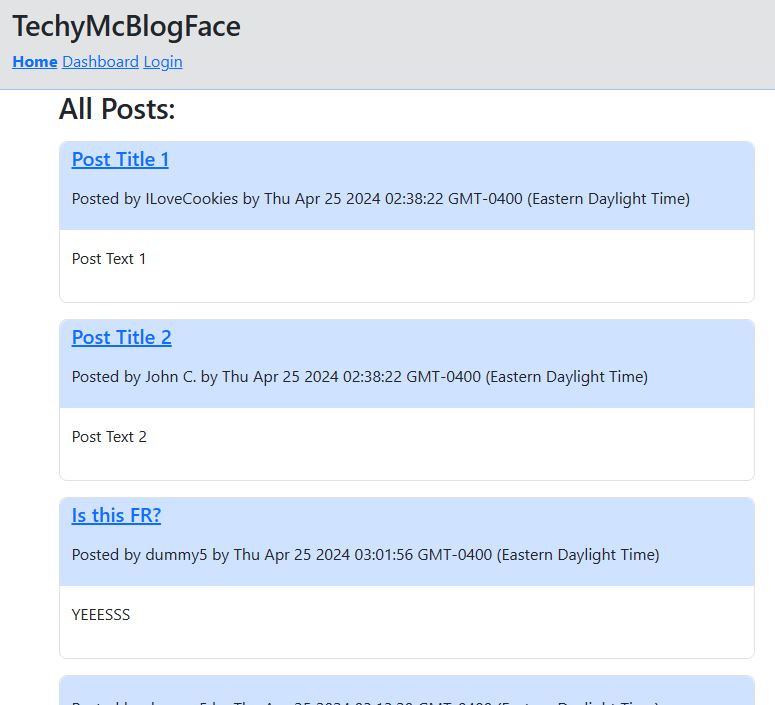 TechyMcBlogFace
Home Dashboard Login
All Posts:
Post Title 1
Posted by ILoveCookies by Thu Apr 25 2024 02:38:22 GMT-0400 (Eastern Daylight Time)
Post Text 1
Post Title 2
Posted by John C. by Thu Apr 25 2024 02:38:22 GMT-0400 (Eastern Daylight Time)
Post Text 2
Is this FR?
Posted by dummy5 by Thu Apr 25 2024 03:01:56 GMT-0400 (Eastern Daylight Time)
YEEESSS